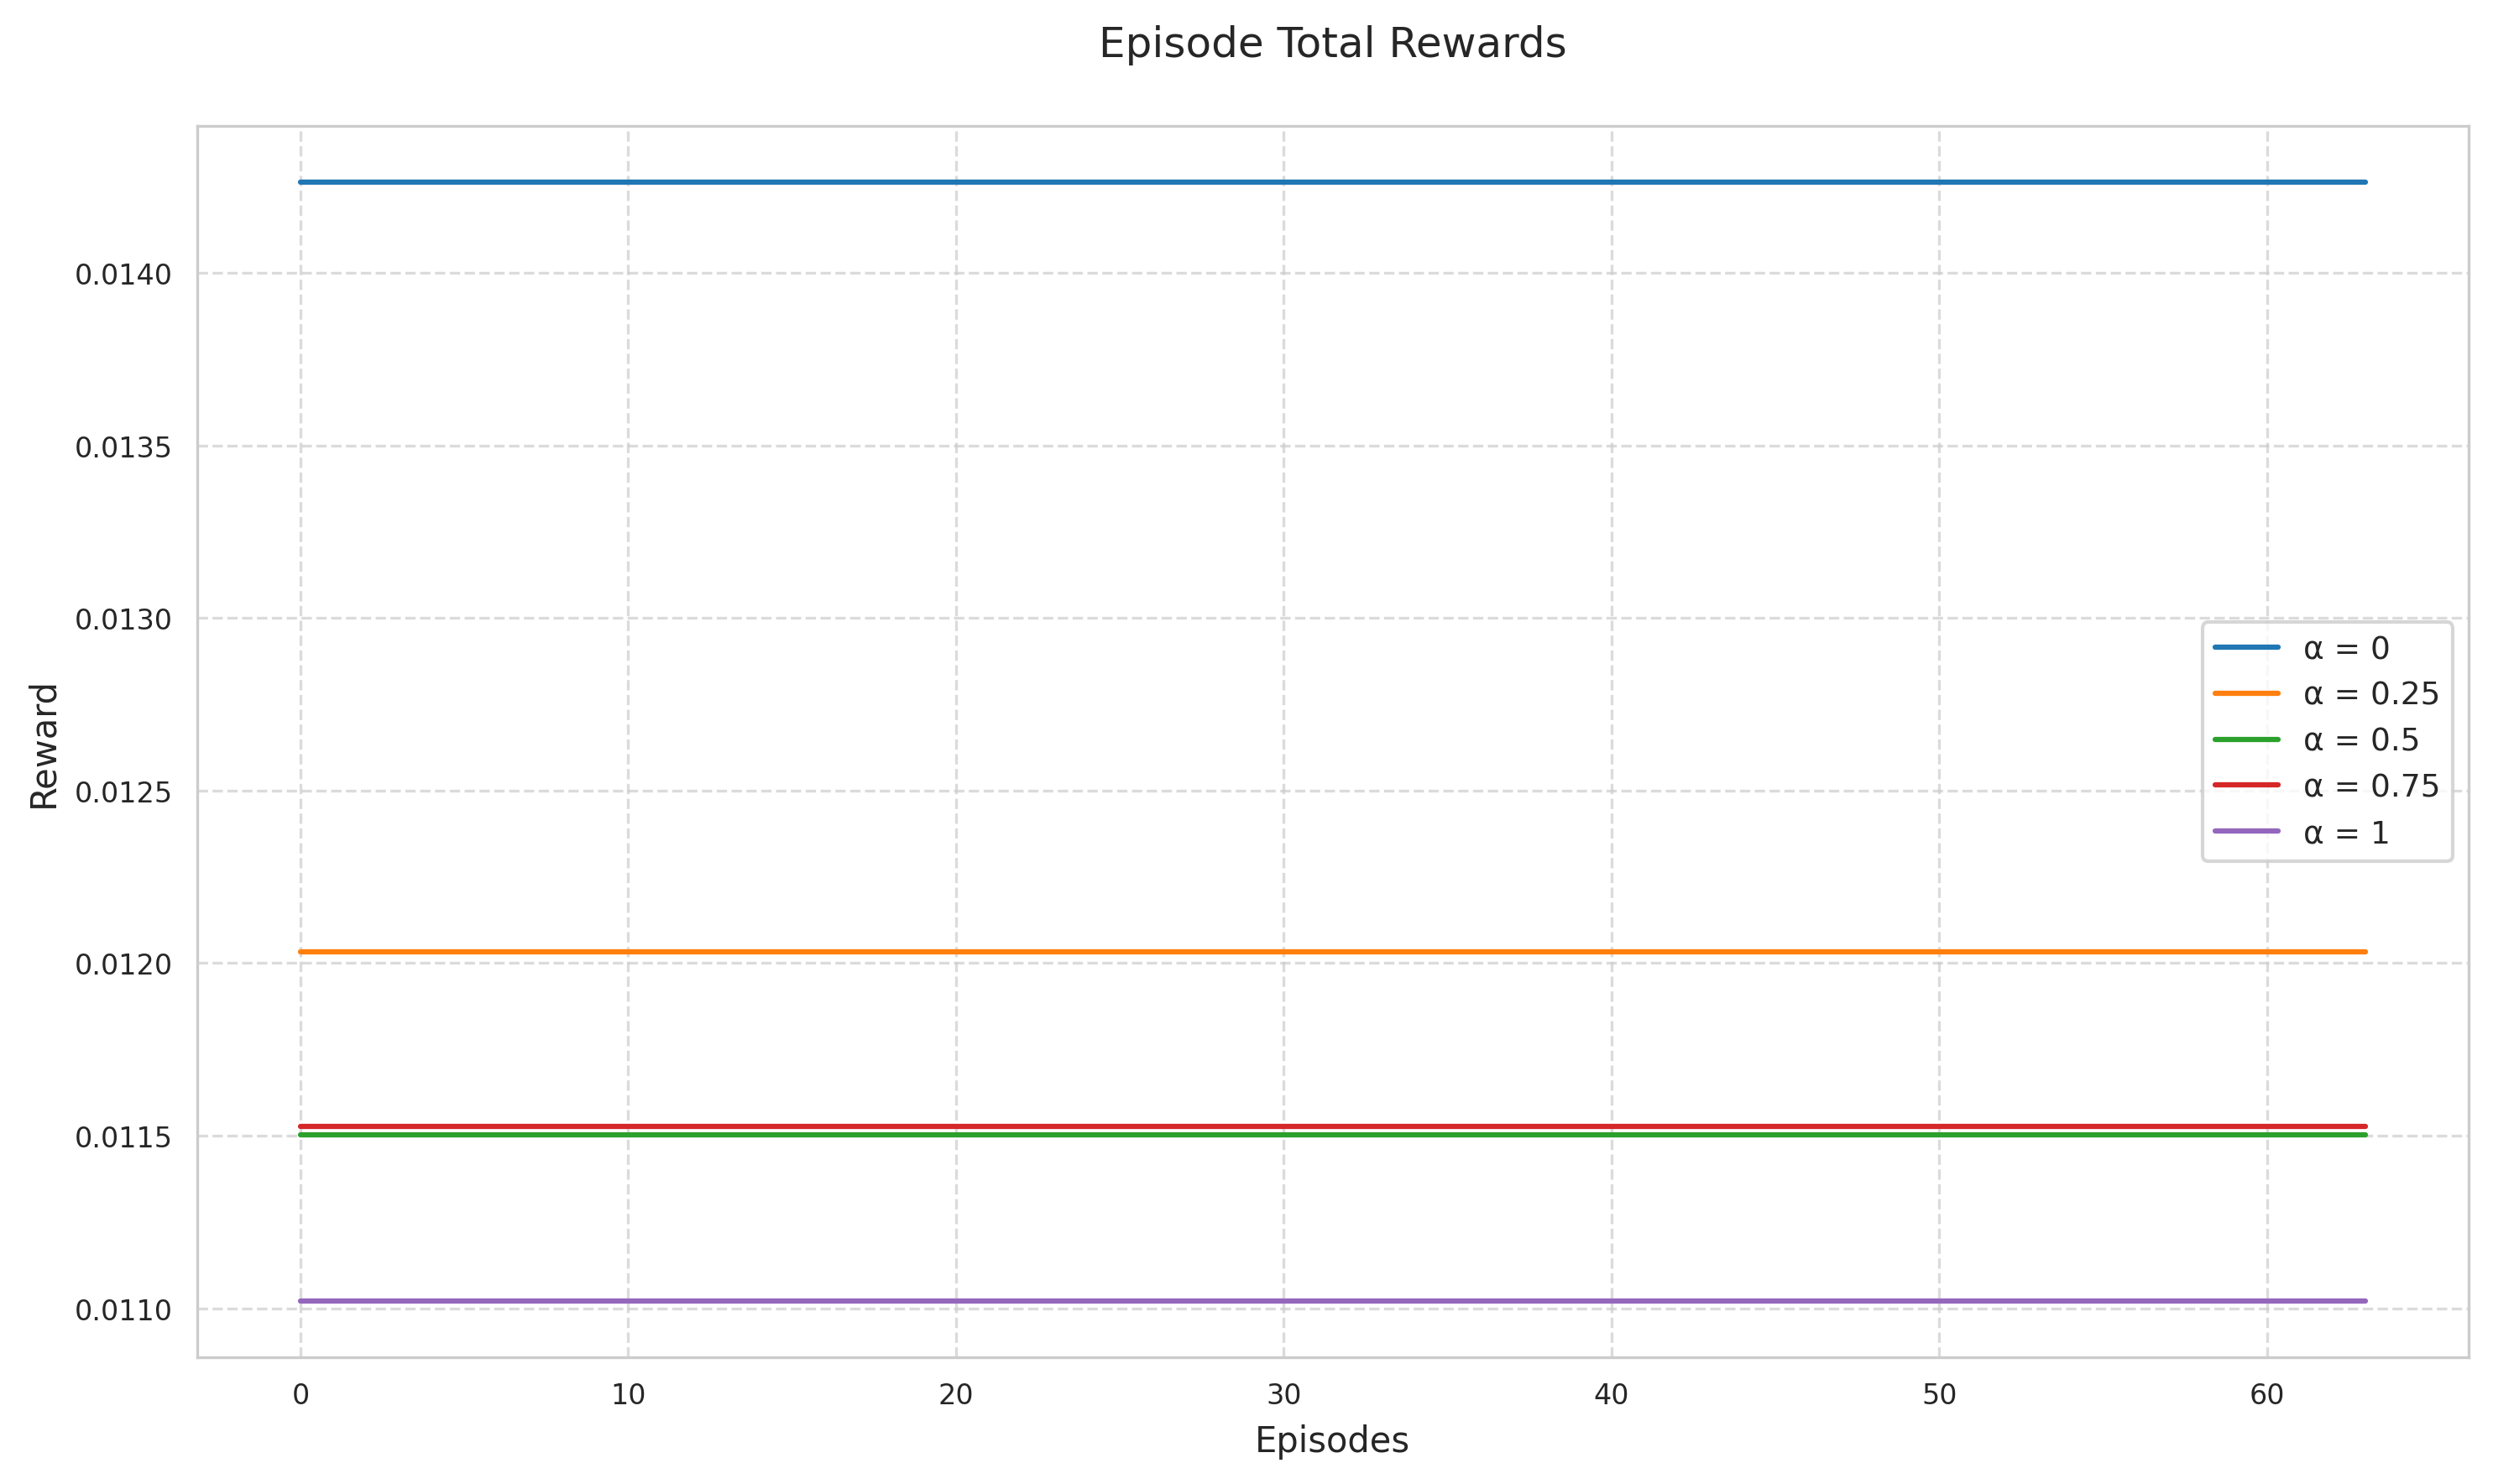 Episode Total Rewards
0.0140
0.0135
0.0130
0.0125
0.0120
0.0115
0.0110
Reward
α = 0
α = 0.25
α = 0.5
α = 0.75
α = 1
0 10 20 30 40 50 60
Episodes